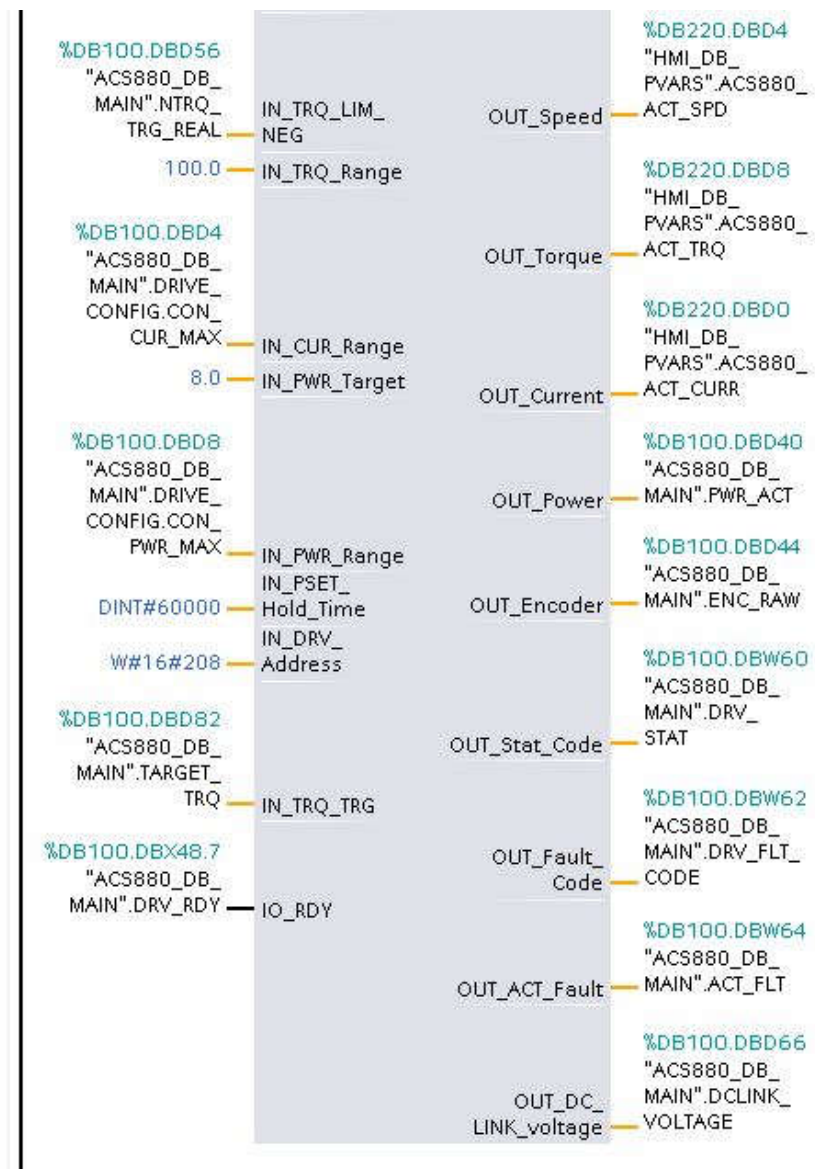 %DB100.DBD56
"ACS880_DB_
MAIN".NTRQ_
TRG_REAL
IN_TRQ_LIM_
NEG
100.0
IN_TRQ_Range
%DB100.DBD4
"ACS880_DB_
MAIN".DRIVE_
CONFIG.CON_
CUR_MAX
IN_CUR_Range
8.0
IN_PWR_Target
%DB100.DBD8
"ACS880_DB_
MAIN".DRIVE_
CONFIG.CON_
PWR_MAX
IN_PWR_Range
IN_PSET_
DINT#60000
Hold_Time
IN_DRV_
W#16#208
Address
%DB100.DBD82
"ACS880_DB_
MAIN".TARGET_
TRQ
IN_TRQ_TRG
%DB100.DBX48.7
"ACS880_DB_
MAIN".DRV_RDY
IO_RDY
%DB220.DBD4
"HMI_DB_
PVARS".ACS880_
OUT_Speed
ACT_SPD
%DB220.DBD8
"HMI_DB_
PVARS".ACS880_
OUT_Torque
ACT_TRQ
%DB220.DBD0
"HMI_DB_
PVARS".ACS880_
OUT_Current
ACT_CURR
%DB100.DBD40
"ACS880_DB_
OUT_Power
MAIN".PWR_ACT
%DB100.DBD44
"ACS880_DB_
OUT_Encoder
MAIN".ENC_RAW
%DB100.DBW60
"ACS880_DB_
MAIN".DRV_
OUT_Stat_Code
STAT
%DB100.DBW62
"ACS880_DB_
OUT_Fault_
MAIN".DRV_FLT_
Code
CODE
%DB100.DBW64
"ACS880_DB_
OUT_ACT_Fault
MAIN".ACT_FLT
%DB100.DBD66
"ACS880_DB_
OUT_DC_
MAIN".DCLINK_
LINK_voltage
VOLTAGE